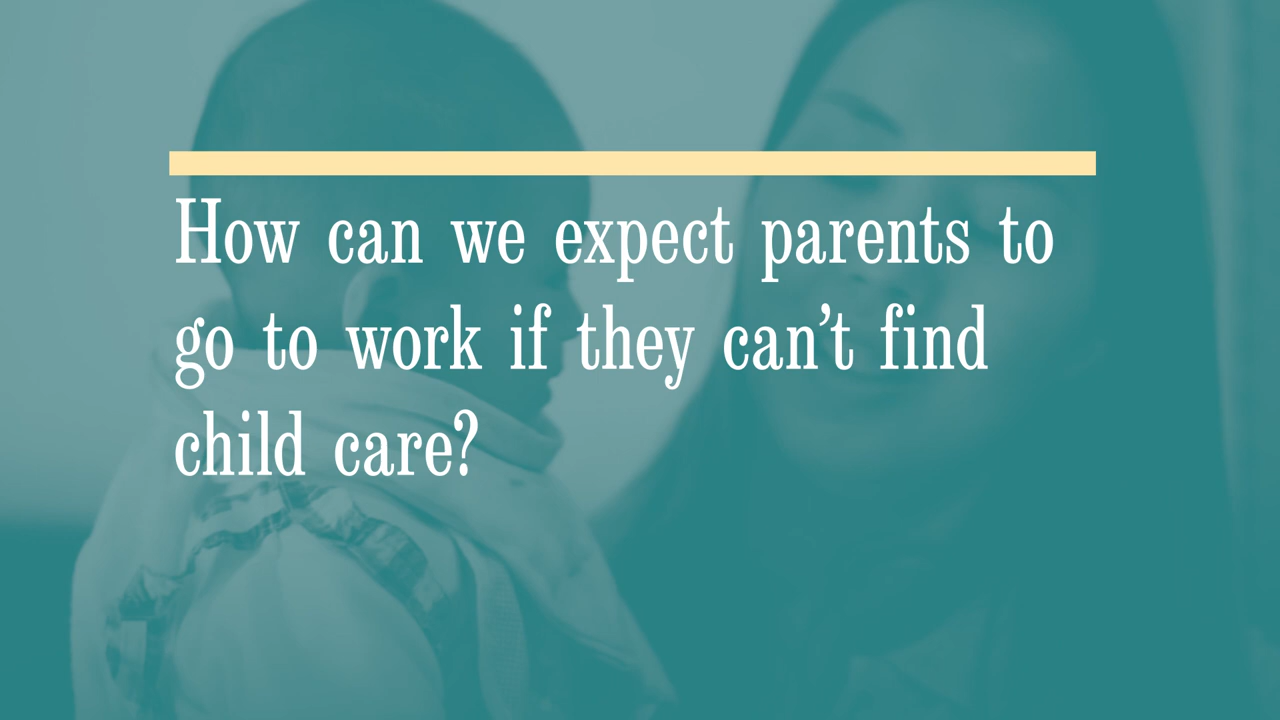 How can we expect parents to
go to work if they can’t find
child care?